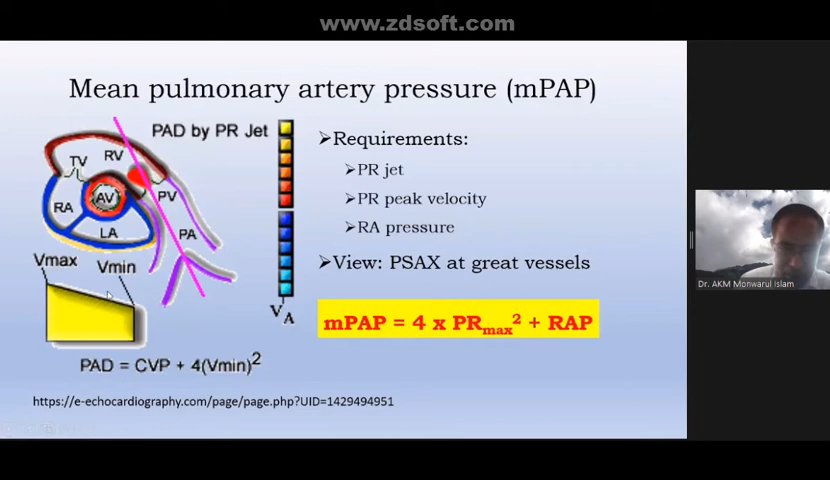 www.zdsoft.com
Mean pulmonary artery pressure (mPAP)
PAD by PR Jet
RV
TV
AV
PV
RA
LA
PA
Vmax
Vmin
VA
PAD = CVP + 4(Vmin)²
➢Requirements:
➢PR jet
➢PR peak velocity
➢RA pressure
➢View: PSAX at great vessels
mPAP = 4 x PRmax² + RAP
https://e-echocardiography.com/page/page.php?UID=1429494951
Dr. AKM Monwarul Islam